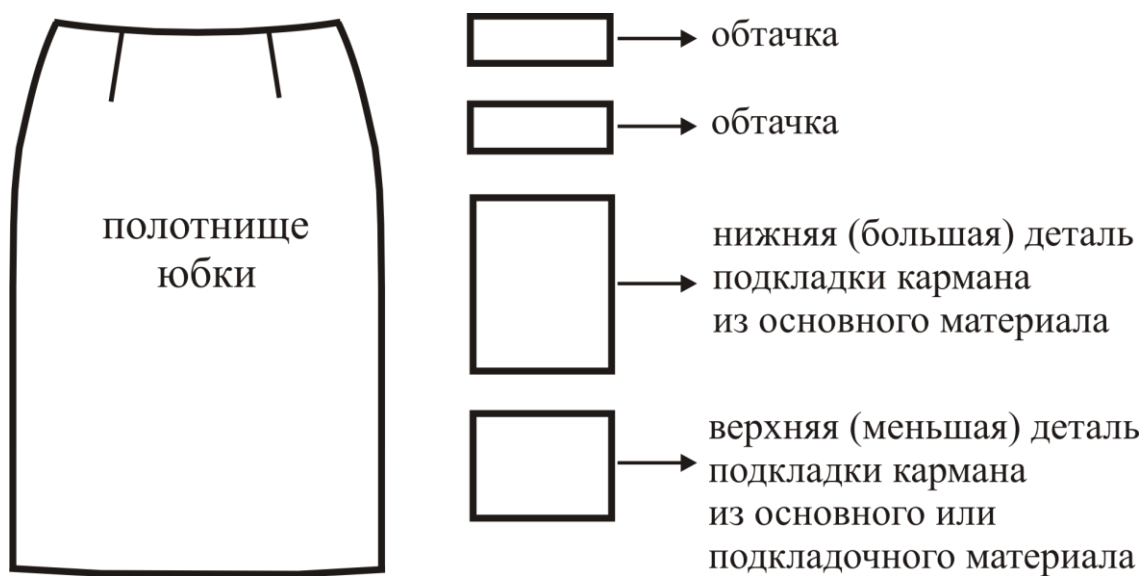 обтачка
обтачка
полотнище
юбки
нижняя (большая) деталь
подкладки кармана
из основного материала
верхняя (меньшая) деталь
подкладки кармана
из основного или
подкладочного материала